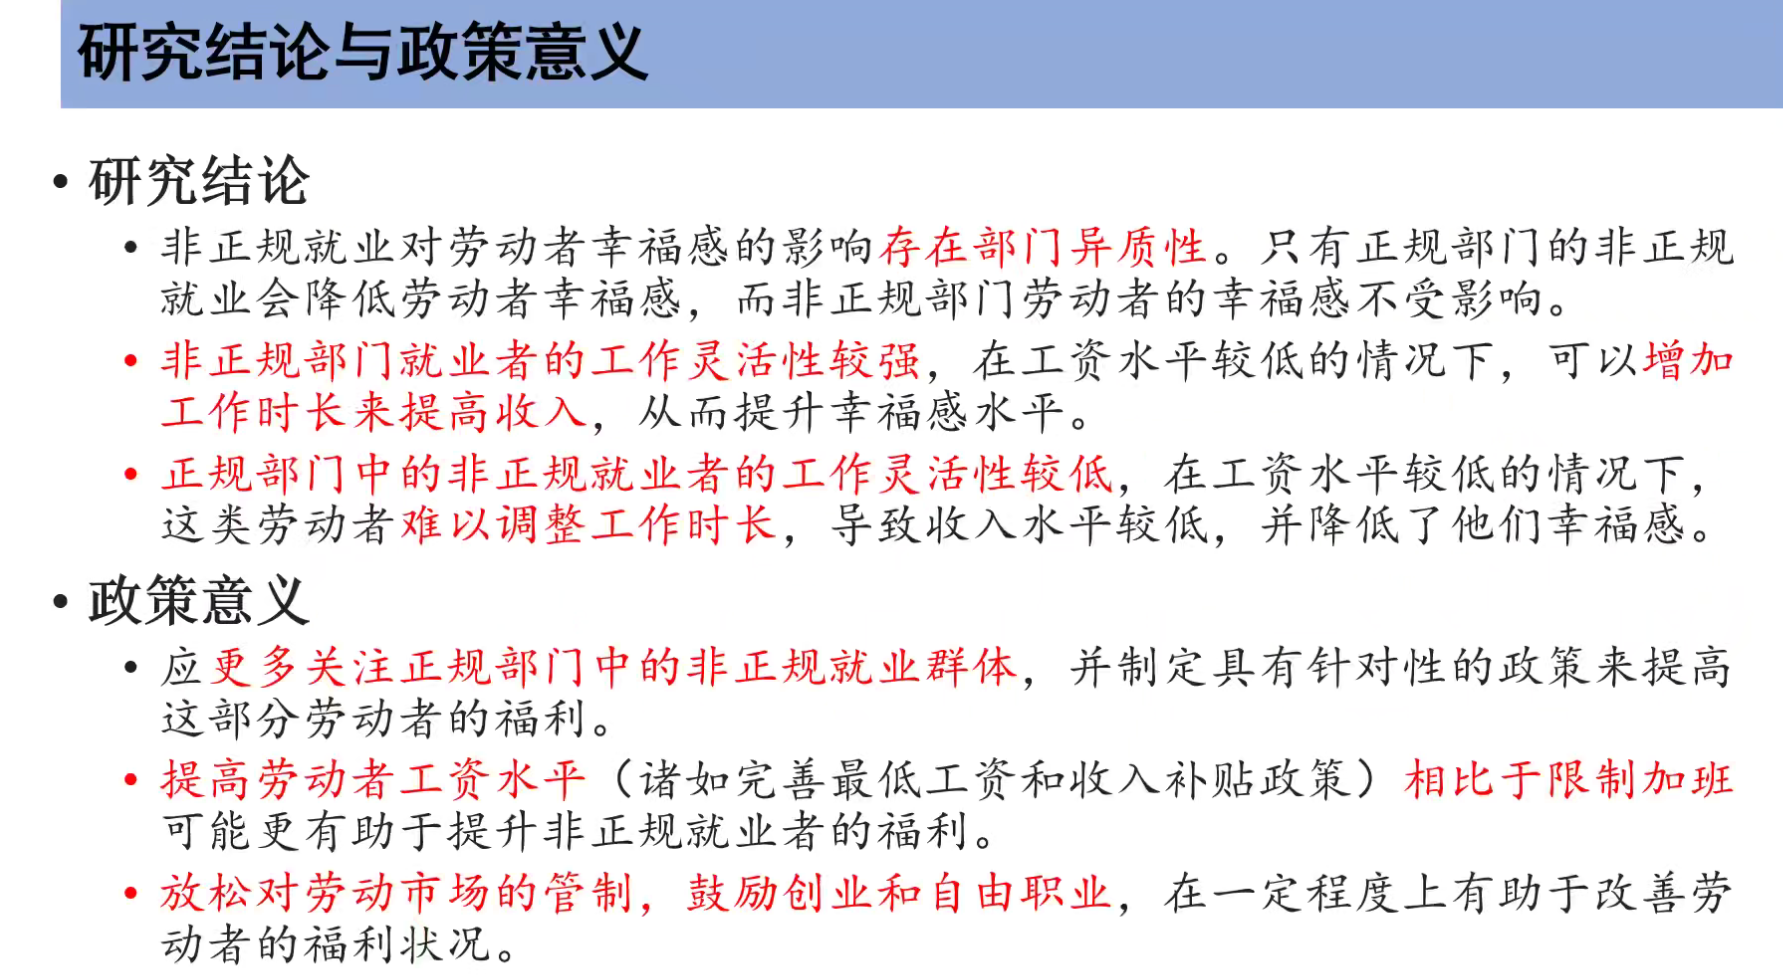 研究结论与政策意义
• 研究结论
• 非正规就业对劳动者幸福感的影响存在部门异质性。只有正规部门的非正规
就业会降低劳动者幸福感，而非正规部门劳动者的幸福感不受影响。
• 非正规部门就业者的工作灵活性较强，在工资水平较低的情况下，可以增加
工作时长来提高收入，从而提升幸福感水平。
• 正规部门中的非正规就业者的工作灵活性较低，在工资水平较低的情况下，
这类劳动者难以调整工作时长，导致收入水平较低，并降低了他们幸福感。
• 政策意义
• 应更多关注正规部门中的非正规就业群体，并制定具有针对性的政策来提高
这部分劳动者的福利。
• 提高劳动者工资水平（诸如完善最低工资和收入补贴政策）相比于限制加班
可能更有助于提升非正规就业者的福利。
• 放松对劳动市场的管制，鼓励创业和自由职业，在一定程度上有助于改善劳
动者的福利状况。